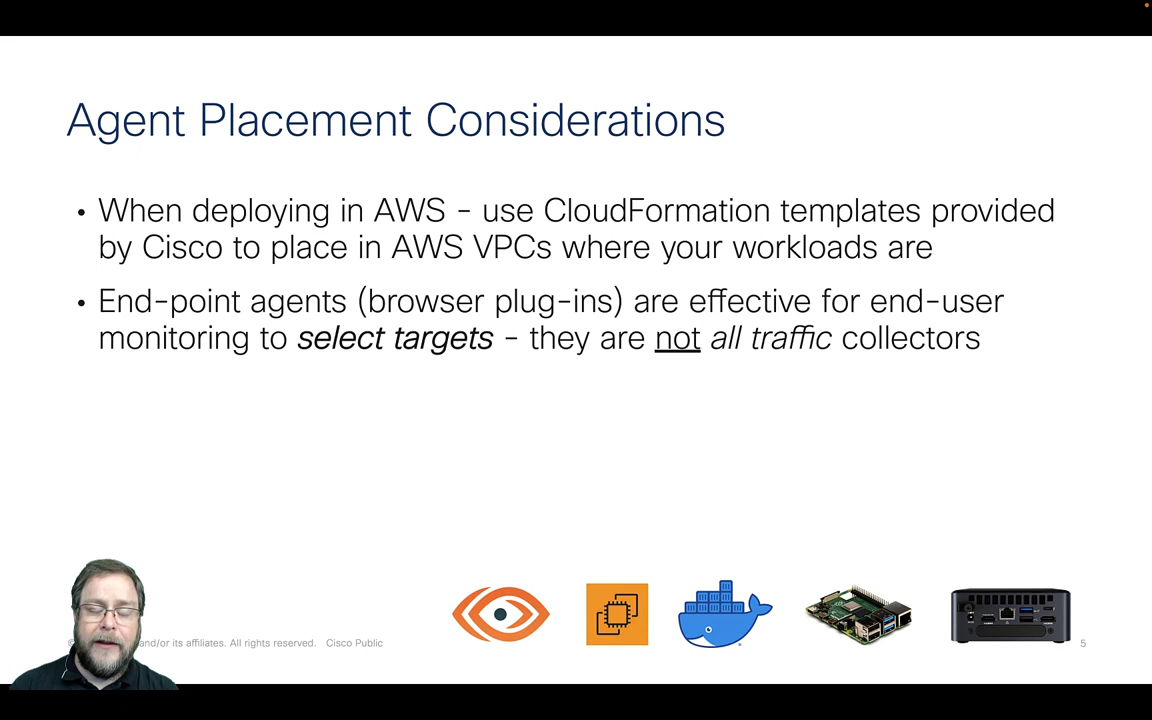 Agent Placement Considerations
• When deploying in AWS - use CloudFormation templates provided
by Cisco to place in AWS VPCs where your workloads are
• End-point agents (browser plug-ins) are effective for end-user
monitoring to select targets - they are not all traffic collectors
and/or its affiliates. All rights reserved. Cisco Public
5